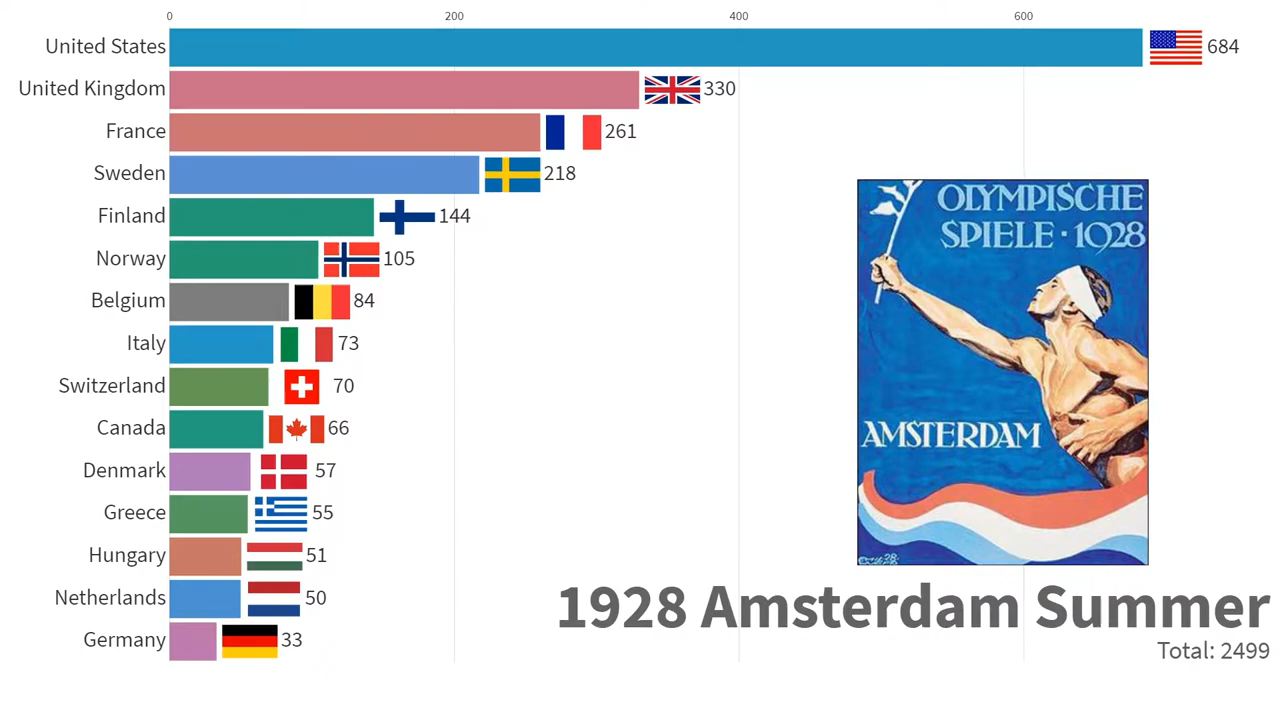 0 200 400 600
United States 684
United Kingdom 330
France 261
Sweden 218
Finland 144
Norway 105
Belgium 84
Italy 73
Switzerland 70
Canada 66
Denmark 57
Greece 55
Hungary 51
Netherlands 50
Germany 33
OLYMPISCHE
SPIELE · 1928
AMSTERDAM
1928 Amsterdam Summer
Total: 2499